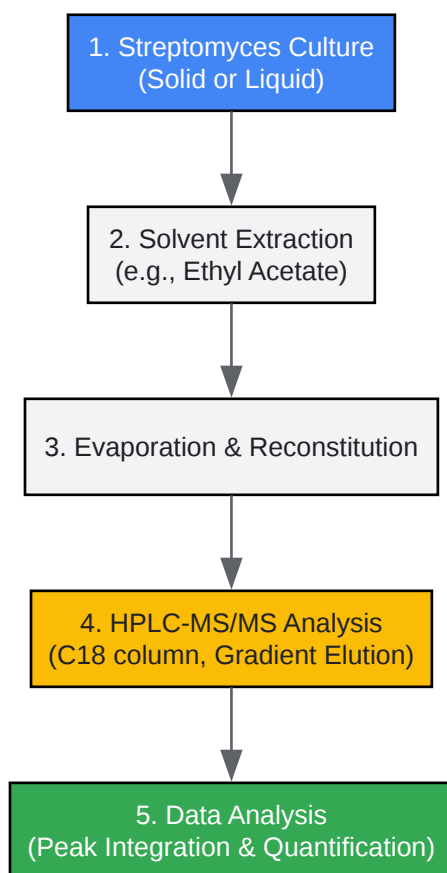 1. Streptomyces Culture
(Solid or Liquid)
2. Solvent Extraction
(e.g., Ethyl Acetate)
3. Evaporation & Reconstitution
4. HPLC-MS/MS Analysis
(C18 column, Gradient Elution)
5. Data Analysis
(Peak Integration & Quantification)